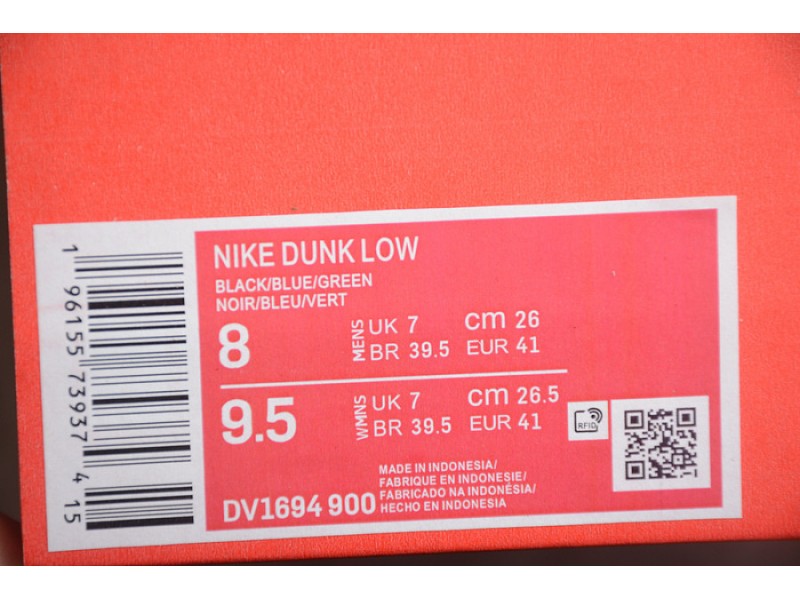 NIKE DUNK LOW
BLACK/BLUE/GREEN
NOIR/BLEU/VERT
8 MENS UK 7 cm 26
BR 39.5 EUR 41
9.5 WMNS UK 7 cm 26.5
BR 39.5 EUR 41
RFID
MADE IN INDONESIA/
FABRIQUE EN INDONESIE/
DV1694 900 FABRICADO NA INDONÉSIA/
HECHO EN INDONESIA
1 96155 73937 4 15